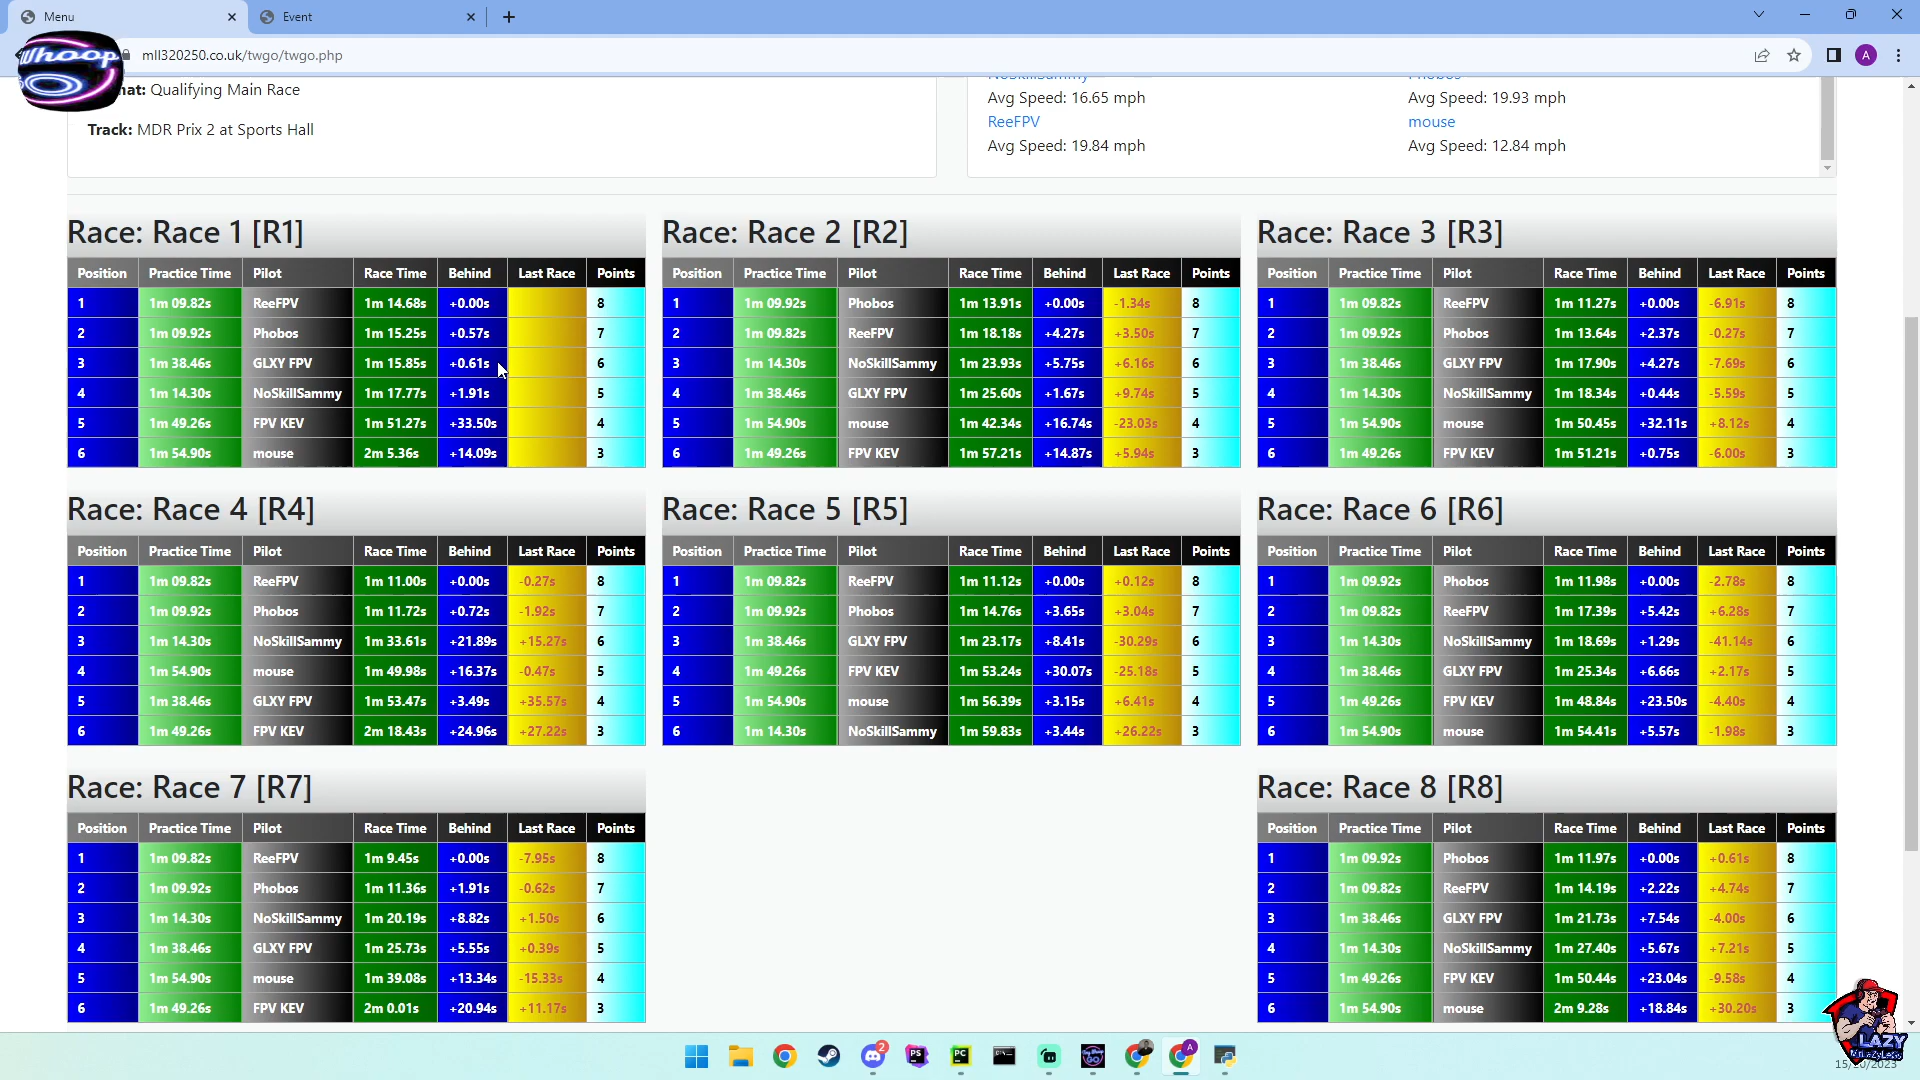 Menu
Event
Whoop
mll320250.co.uk/twgo/twgo.php
A
mat: Qualifying Main Race
Track: MDR Prix 2 at Sports Hall
NoSkillSammy
Avg Speed: 16.65 mph
ReeFPV
Avg Speed: 19.84 mph
Phobos
Avg Speed: 19.93 mph
mouse
Avg Speed: 12.84 mph
Race: Race 1 [R1]
Position Practice Time Pilot Race Time Behind Last Race Points
1 1m 09.82s ReeFPV 1m 14.68s +0.00s 8
2 1m 09.92s Phobos 1m 15.25s +0.57s 7
3 1m 38.46s GLXY FPV 1m 15.85s +0.61s 6
4 1m 14.30s NoSkillSammy 1m 17.77s +1.91s 5
5 1m 49.26s FPV KEV 1m 51.27s +33.50s 4
6 1m 54.90s mouse 2m 5.36s +14.09s 3
Race: Race 2 [R2]
Position Practice Time Pilot Race Time Behind Last Race Points
1 1m 09.92s Phobos 1m 13.91s +0.00s -1.34s 8
2 1m 09.82s ReeFPV 1m 18.18s +4.27s +3.50s 7
3 1m 14.30s NoSkillSammy 1m 23.93s +5.75s +6.16s 6
4 1m 38.46s GLXY FPV 1m 25.60s +1.67s +9.74s 5
5 1m 54.90s mouse 1m 42.34s +16.74s -23.03s 4
6 1m 49.26s FPV KEV 1m 57.21s +14.87s +5.94s 3
Race: Race 3 [R3]
Position Practice Time Pilot Race Time Behind Last Race Points
1 1m 09.82s ReeFPV 1m 11.27s +0.00s -6.91s 8
2 1m 09.92s Phobos 1m 13.64s +2.37s -0.27s 7
3 1m 38.46s GLXY FPV 1m 17.90s +4.27s -7.69s 6
4 1m 14.30s NoSkillSammy 1m 18.34s +0.44s -5.59s 5
5 1m 54.90s mouse 1m 50.45s +32.11s +8.12s 4
6 1m 49.26s FPV KEV 1m 51.21s +0.75s -6.00s 3
Race: Race 4 [R4]
Position Practice Time Pilot Race Time Behind Last Race Points
1 1m 09.82s ReeFPV 1m 11.00s +0.00s -0.27s 8
2 1m 09.92s Phobos 1m 11.72s +0.72s -1.92s 7
3 1m 14.30s NoSkillSammy 1m 33.61s +21.89s +15.27s 6
4 1m 54.90s mouse 1m 49.98s +16.37s -0.47s 5
5 1m 38.46s GLXY FPV 1m 53.47s +3.49s +35.57s 4
6 1m 49.26s FPV KEV 2m 18.43s +24.96s +27.22s 3
Race: Race 5 [R5]
Position Practice Time Pilot Race Time Behind Last Race Points
1 1m 09.82s ReeFPV 1m 11.12s +0.00s +0.12s 8
2 1m 09.92s Phobos 1m 14.76s +3.65s +3.04s 7
3 1m 38.46s GLXY FPV 1m 23.17s +8.41s -30.29s 6
4 1m 49.26s FPV KEV 1m 53.24s +30.07s -25.18s 5
5 1m 54.90s mouse 1m 56.39s +3.15s +6.41s 4
6 1m 14.30s NoSkillSammy 1m 59.83s +3.44s +26.22s 3
Race: Race 6 [R6]
Position Practice Time Pilot Race Time Behind Last Race Points
1 1m 09.92s Phobos 1m 11.98s +0.00s -2.78s 8
2 1m 09.82s ReeFPV 1m 17.39s +5.42s +6.28s 7
3 1m 14.30s NoSkillSammy 1m 18.69s +1.29s -41.14s 6
4 1m 38.46s GLXY FPV 1m 25.34s +6.66s +2.17s 5
5 1m 49.26s FPV KEV 1m 48.84s +23.50s -4.40s 4
6 1m 54.90s mouse 1m 54.41s +5.57s -1.98s 3
Race: Race 7 [R7]
Position Practice Time Pilot Race Time Behind Last Race Points
1 1m 09.82s ReeFPV 1m 9.45s +0.00s -7.95s 8
2 1m 09.92s Phobos 1m 11.36s +1.91s -0.62s 7
3 1m 14.30s NoSkillSammy 1m 20.19s +8.82s +1.50s 6
4 1m 38.46s GLXY FPV 1m 25.73s +5.55s +0.39s 5
5 1m 54.90s mouse 1m 39.08s +13.34s -15.33s 4
6 1m 49.26s FPV KEV 2m 0.01s +20.94s +11.17s 3
Race: Race 8 [R8]
Position Practice Time Pilot Race Time Behind Last Race Points
1 1m 09.92s Phobos 1m 11.97s +0.00s +0.61s 8
2 1m 09.82s ReeFPV 1m 14.19s +2.22s +4.74s 7
3 1m 38.46s GLXY FPV 1m 21.73s +7.54s -4.00s 6
4 1m 14.30s NoSkillSammy 1m 27.40s +5.67s +7.21s 5
5 1m 49.26s FPV KEV 1m 50.44s +23.04s -9.58s 4
6 1m 54.90s mouse 2m 9.28s +18.84s +30.20s 3
LAZY
2
PS
PC
A